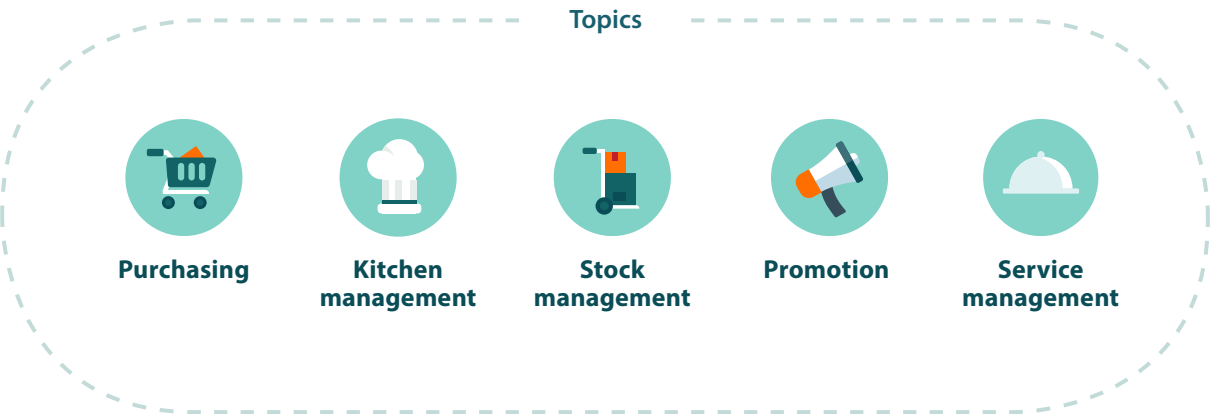 Topics
Purchasing
Kitchen
management
Stock
management
Promotion
Service
management